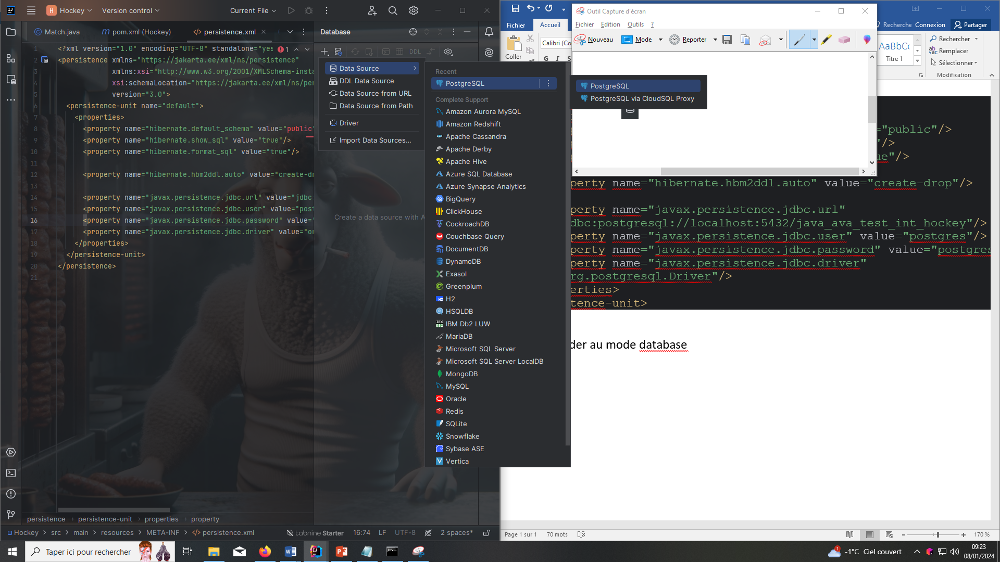 Hockey
Version control
Current File
Match.java
pom.xml (Hockey)
persistence.xml
Database
1 <?xml version="1.0" encoding="UTF-8" standalone="yes
1
2 <persistence xmlns="https://jakarta.ee/xml/ns/persistence"
3 xmlns:xsi="http://www.w3.org/2001/XMLSchema-insta
4 xsi:schemaLocation="https://jakarta.ee/xml/ns/per
5 version="3.0">
6 <persistence-unit name="default">
7 <properties>
8 <property name="hibernate.default_schema" value="public"
9 <property name="hibernate.show_sql" value="true"/>
10 <property name="hibernate.format_sql" value="true"/>
11
12 <property name="hibernate.hbm2ddl.auto" value="create-dr
13
14 <property name="javax.persistence.jdbc.url" value="jdbc
15 <property name="javax.persistence.jdbc.user" value="post
16 <property name="javax.persistence.jdbc.password" value="
17 <property name="javax.persistence.jdbc.driver" value="or
18 </properties>
19 </persistence-unit>
20 </persistence>
21
DDL
Data Source
DDL Data Source
Data Source from URL
Data Source from Path
Driver
Import Data Sources...
Create a data source with A
Recent
PostgreSQL
Complete Support
Amazon Aurora MySQL
Amazon Redshift
Apache Cassandra
Apache Derby
Apache Hive
Azure SQL Database
Azure Synapse Analytics
BigQuery
ClickHouse
CockroachDB
Couchbase Query
DocumentDB
DynamoDB
Exasol
Greenplum
H2
HSQLDB
IBM Db2 LUW
MariaDB
Microsoft SQL Server
Microsoft SQL Server LocalDB
MongoDB
MySQL
Oracle
Redis
SQLite
Snowflake
Sybase ASE
Vertica
PostgreSQL
PostgreSQL via CloudSQL Proxy
persistence › persistence-unit › properties › property
Hockey > src > main > resources > META-INF > persistence.xml
tabnine Starter
16:74
LF
UTF-8
2 spaces*
Fichier
Accueil
Recherche
Connexion
Partager
Coller
Calibri (Co
G I S
AaBbCc
Titre 1
Rechercher
Remplacer
Sélectionner
Modification
Outil Capture d'écran
Fichier Edition Outils ?
Nouveau
Mode
Reporter
="public"/>
"/>
ue"/>
perty name="hibernate.hbm2ddl.auto" value="create-drop"/>
perty name="javax.persistence.jdbc.url"
dbc:postgresql://localhost:5432/java_ava_test_int_hockey"/>
perty name="javax.persistence.jdbc.user" value="postgres"/>
perty name="javax.persistence.jdbc.password" value="postgres
perty name="javax.persistence.jdbc.driver"
rg.postgresql.Driver"/>
erties>
tence-unit>
der au mode database
Page 1 sur 1
70 mots
170 %
Taper ici pour rechercher
1
-1°C Ciel couvert
09:23
08/01/2024